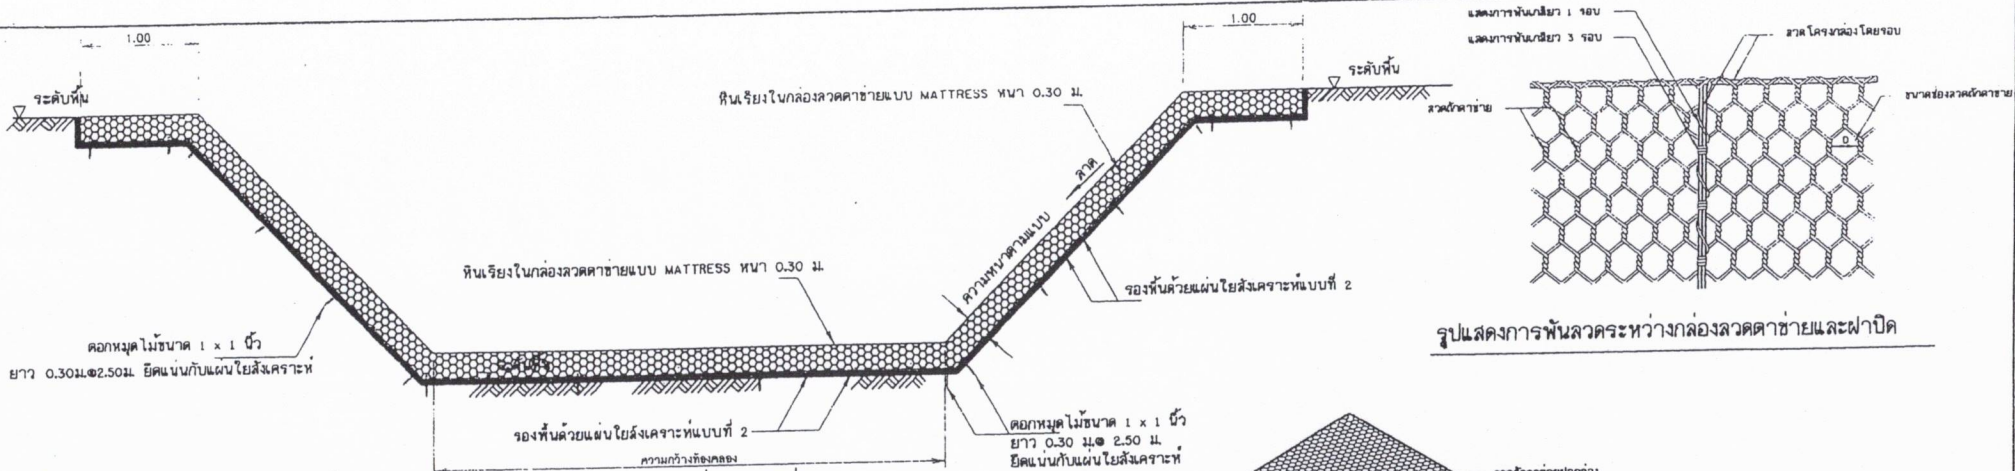 1.00
1.00
ระดับพื้น
ระดับพื้น
หินเรียงในกล่องลวดตาข่ายแบบ MATTRESS หนา 0.30 ม.
ลาด
ความหนาตามแบบ
หินเรียงในกล่องลวดตาข่ายแบบ MATTRESS หนา 0.30 ม.
รองพื้นด้วยแผ่นใยสังเคราะห์แบบที่ 2
ตอกหมุดไม้ขนาด 1 x 1 นิ้ว
ยาว 0.30ม.@2.50ม. ยึดแน่นกับแผ่นใยสังเคราะห์
รองพื้นด้วยแผ่นใยสังเคราะห์แบบที่ 2
ความกว้างท้องคลอง
ตอกหมุดไม้ขนาด 1 x 1 นิ้ว
ยาว 0.30 ม.@ 2.50 ม.
ยึดแน่นกับแผ่นใยสังเคราะห์
แสดงการพันเกลียว 1 รอบ
แสดงการพันเกลียว 3 รอบ
ลวดโครงกล่องโดยรอบ
ลวดถักตาข่าย
ขนาดช่องลวดถักตาข่าย
D
รูปแสดงการพันลวดระหว่างกล่องลวดตาข่ายและฝาปิด